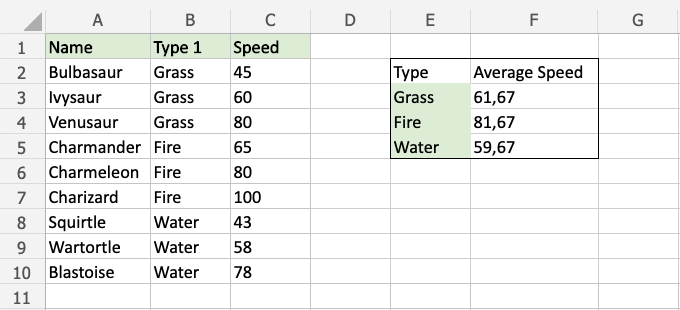 A B C D E F G
1 Name Type 1 Speed
2 Bulbasaur Grass 45 Type Average Speed
3 Ivysaur Grass 60 Grass 61,67
4 Venusaur Grass 80 Fire 81,67
5 Charmander Fire 65 Water 59,67
6 Charmeleon Fire 80
7 Charizard Fire 100
8 Squirtle Water 43
9 Wartortle Water 58
10 Blastoise Water 78
11